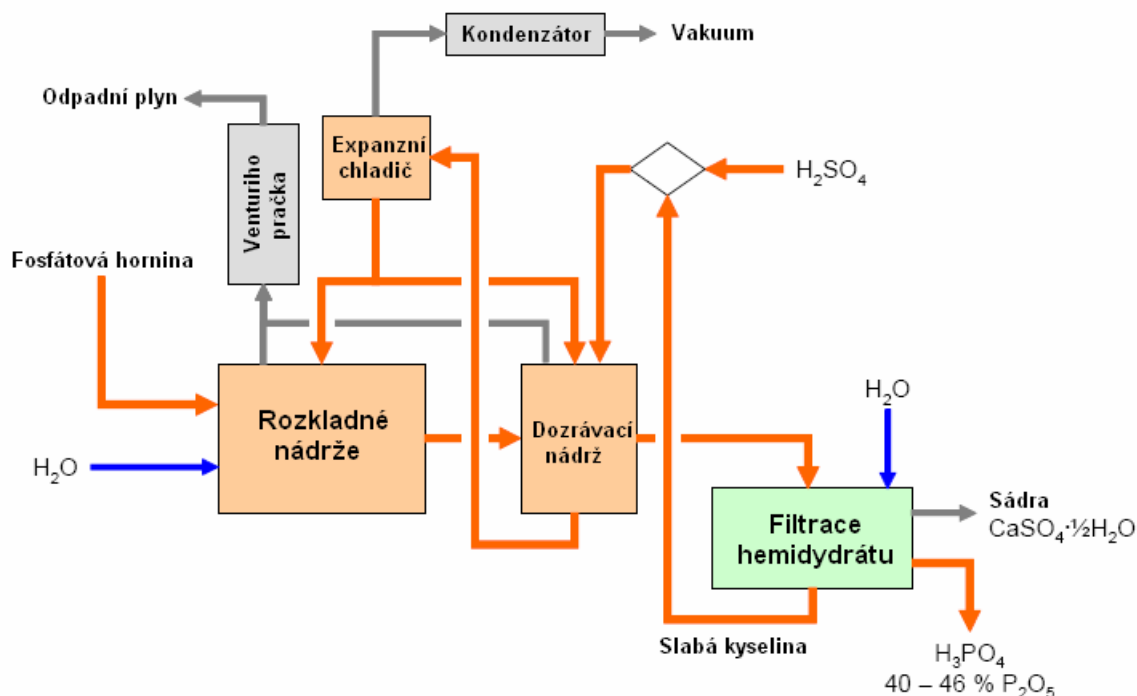 Kondenzátor
Vakuum
Odpadní plyn
Expanzní
chladič
Venturiho
pračka
H₂SO₄
Fosfátová hornina
H₂O
Rozkladné
nádrže
Dozrávací
nádrž
H₂O
Filtrace
hemidydrátu
Sádra
CaSO₄·½H₂O
Slabá kyselina
H₃PO₄
40 – 46 % P₂O₅